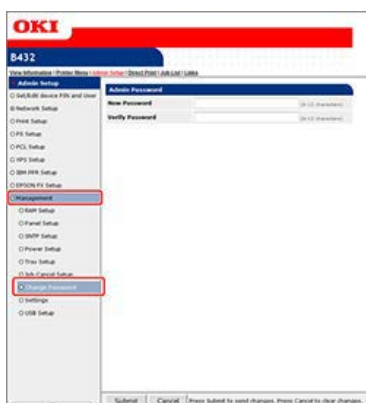 OKI
B432
View Information | Printer Menu | Admin Setup | Direct Print | Job List | Links
Admin Setup
Set/Edit device PIN and User
Network Setup
Print Setup
PS Setup
PCL Setup
XPS Setup
IBM PPR Setup
EPSON FX Setup
Management
RAM Setup
Panel Setup
SNTP Setup
Power Setup
Tray Setup
Job Cancel Setup
Change Password
Settings
USB Setup
Admin Password
New Password
Verify Password
Submit Cancel Press Submit to send changes. Press Cancel to clear changes.